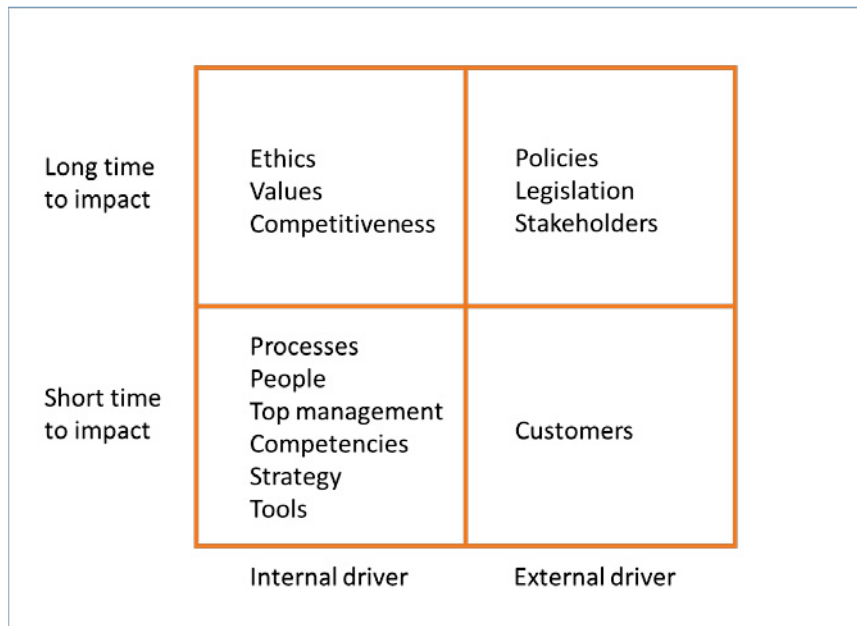 Long time
to impact
Ethics
Values
Competitiveness
Policies
Legislation
Stakeholders
Short time
to impact
Processes
People
Top management
Competencies
Strategy
Tools
Customers
Internal driver
External driver